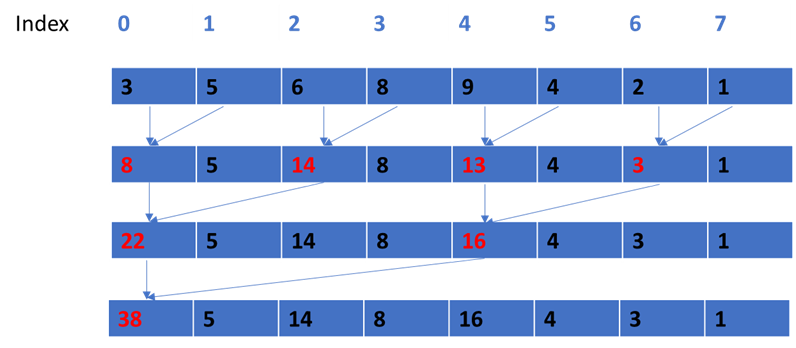 Index 0 1 2 3 4 5 6 7
3 5 6 8 9 4 2 1
8 5 14 8 13 4 3 1
22 5 14 8 16 4 3 1
38 5 14 8 16 4 3 1